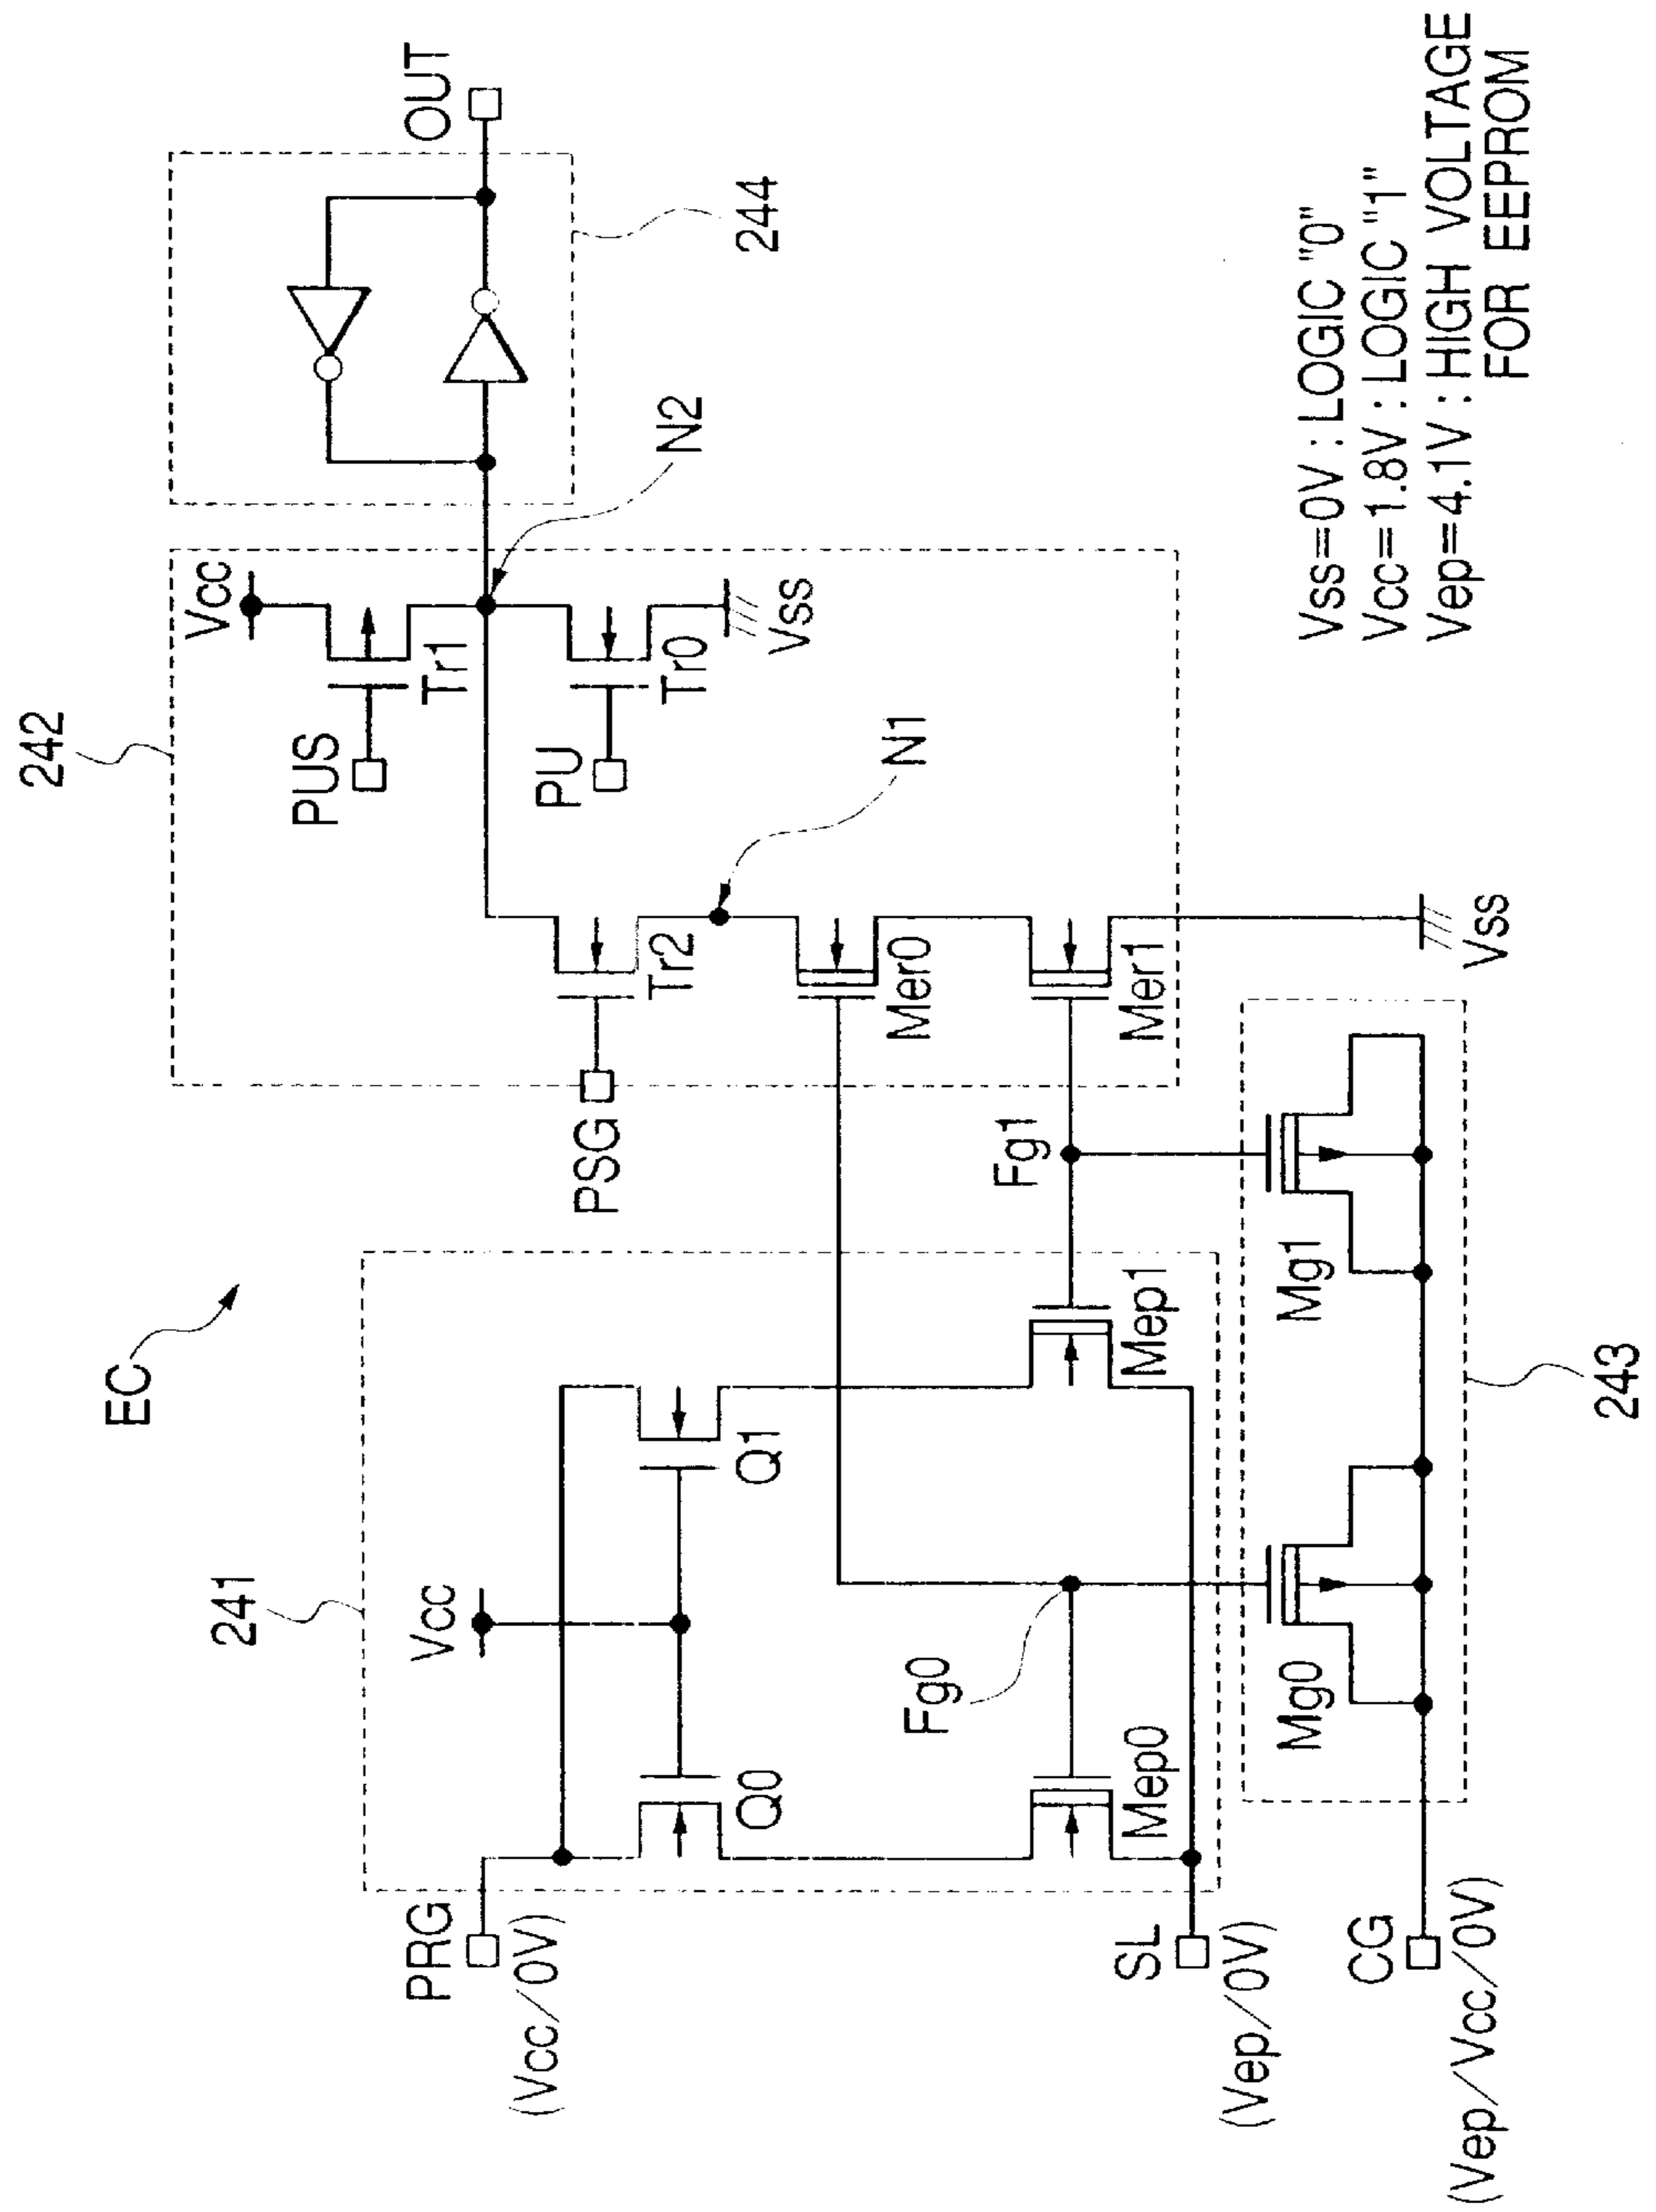 EC
241
PRG
(Vcc/0V)
Vcc
Q0
Q1
Fg0
Mep0
Mep1
SL
(Vep/0V)
CG
(Vep/Vcc/0V)
Mg0
Mg1
243
Fg1
242
PSG
Tr2
Mer0
Mer1
Vss
N1
PUS
PU
Vcc
Tr1
Tr0
Vss
N2
244
OUT
Vss=0V : LOGIC "0"
Vcc=1.8V : LOGIC "1"
Vep=4.1V : HIGH VOLTAGE
FOR EEPROM